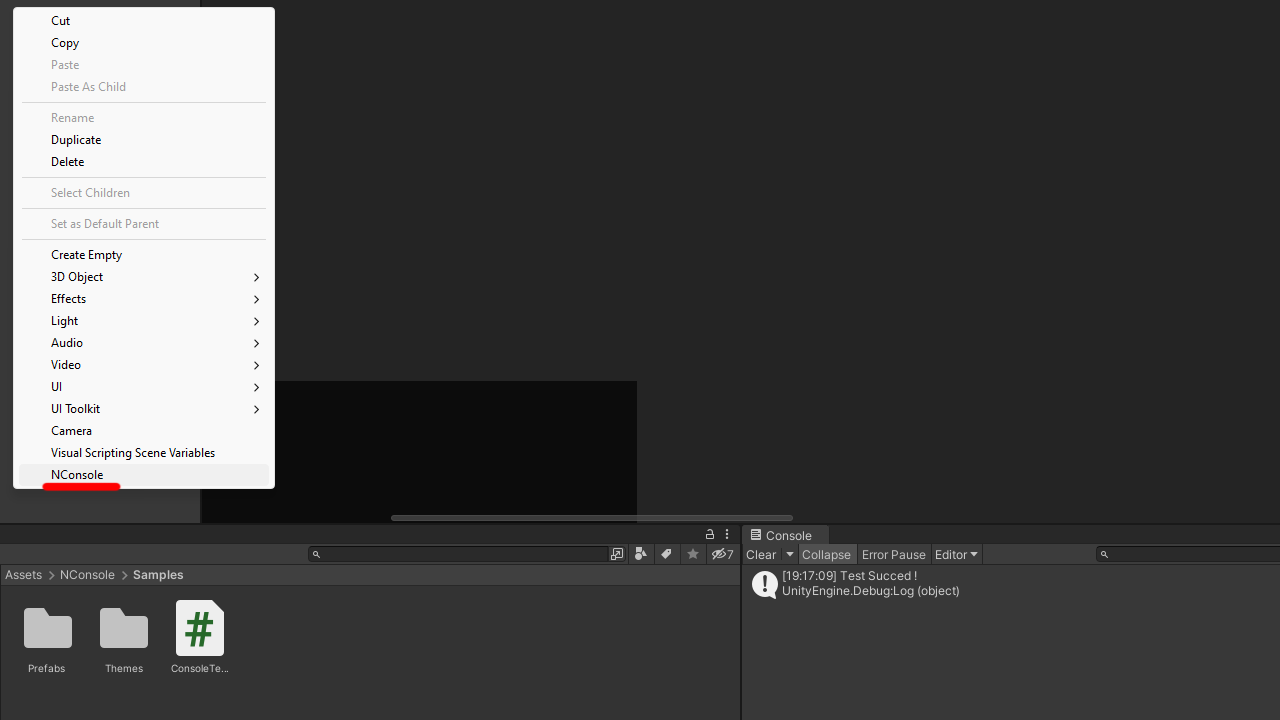 Cut
Copy
Paste
Paste As Child
Rename
Duplicate
Delete
Select Children
Set as Default Parent
Create Empty
3D Object
Effects
Light
Audio
Video
UI
UI Toolkit
Camera
Visual Scripting Scene Variables
NConsole
7
Assets > NConsole > Samples
Prefabs
Themes
ConsoleTe...
Console
Clear Collapse Error Pause Editor
[19:17:09] Test Succed !
UnityEngine.Debug:Log (object)